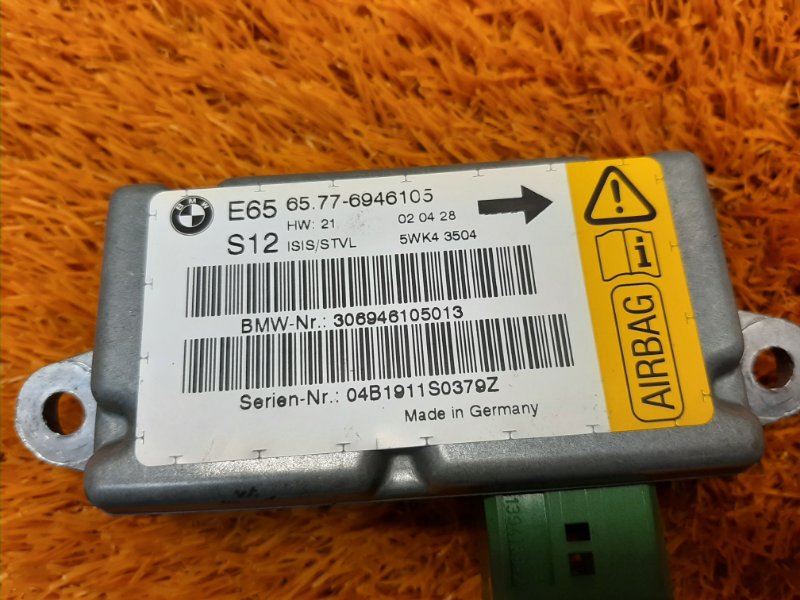 BMW
E65 65.77-6946105
HW: 21 02 04 28
S12 ISIS/STVL 5WK4 3504
BMW-Nr.: 306946105013
Serien-Nr.: 04B1911S0379Z
Made in Germany
!
i
AIRBAG